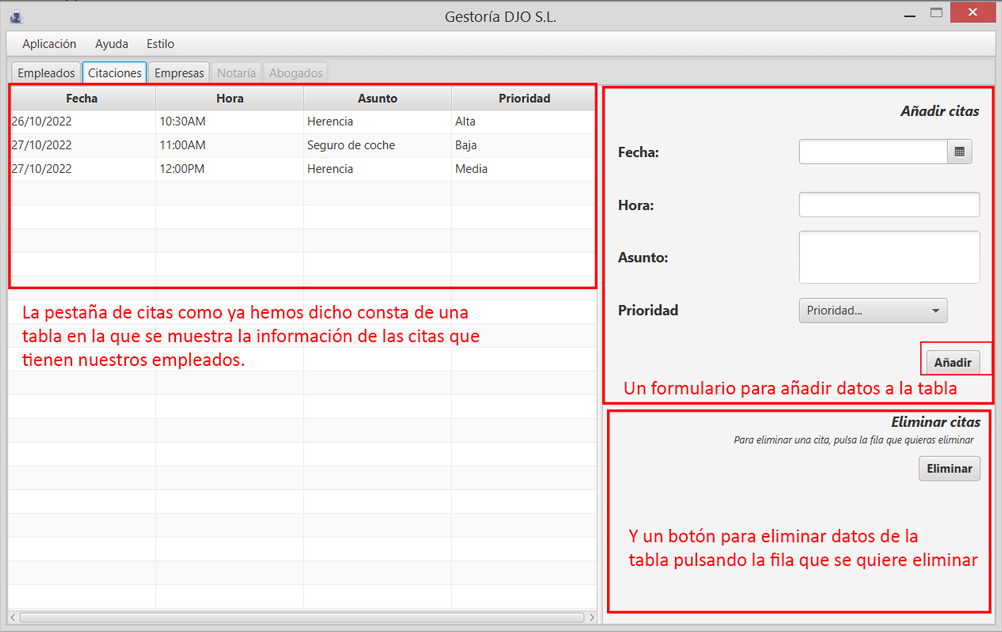 Gestoría DJO S.L.
Aplicación Ayuda Estilo
Empleados Citaciones Empresas Notaría Abogados
Fecha Hora Asunto Prioridad
26/10/2022 10:30AM Herencia Alta
27/10/2022 11:00AM Seguro de coche Baja
27/10/2022 12:00PM Herencia Media
La pestaña de citas como ya hemos dicho consta de una
tabla en la que se muestra la información de las citas que
tienen nuestros empleados.
Añadir citas
Fecha:
Hora:
Asunto:
Prioridad Prioridad...
Añadir
Un formulario para añadir datos a la tabla
Eliminar citas
Para eliminar una cita, pulsa la fila que quieras eliminar
Eliminar
Y un botón para eliminar datos de la
tabla pulsando la fila que se quiere eliminar